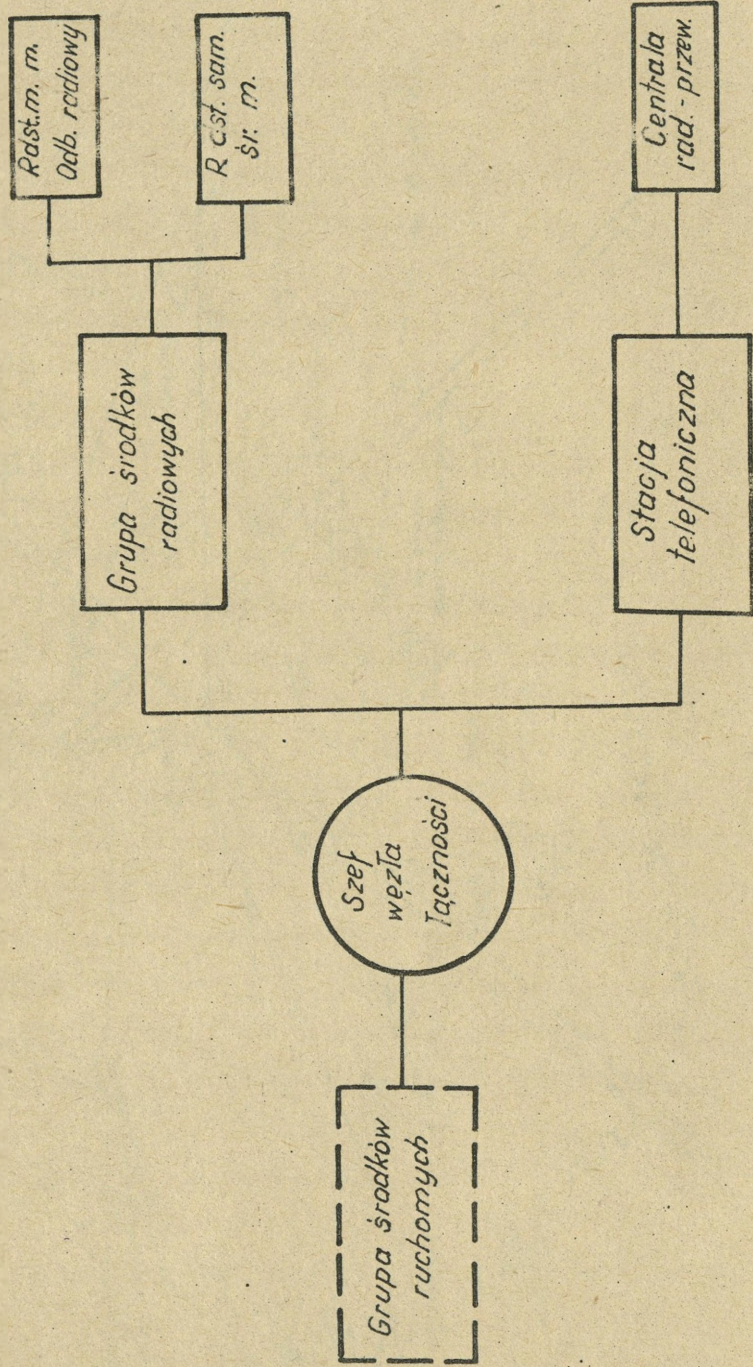 Grupa środków
ruchomych
Szef
węzła
łączności
Grupa środków
radiowych
Rdst. m. m.
Odb. radiowy
R dst. sam.
śr. m.
Stacja
telefoniczna
Centrala
rad.-przew.